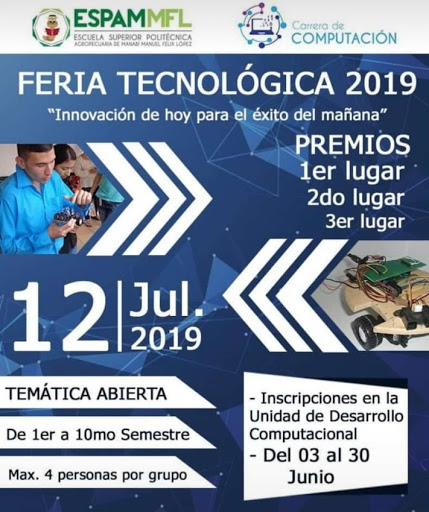 ESPAMMFL
ESCUELA SUPERIOR POLITÉCNICA
AGROPECUARIA DE MANABÍ MANUEL FÉLIX LÓPEZ
Carrera de
COMPUTACIÓN
FERIA TECNOLÓGICA 2019
"Innovación de hoy para el éxito del mañana"
PREMIOS
1er lugar
2do lugar
3er lugar
12
Jul.
2019
TEMÁTICA ABIERTA
De 1er a 10mo Semestre
Max. 4 personas por grupo
- Inscripciones en la
Unidad de Desarrollo
Computacional
- Del 03 al 30
Junio